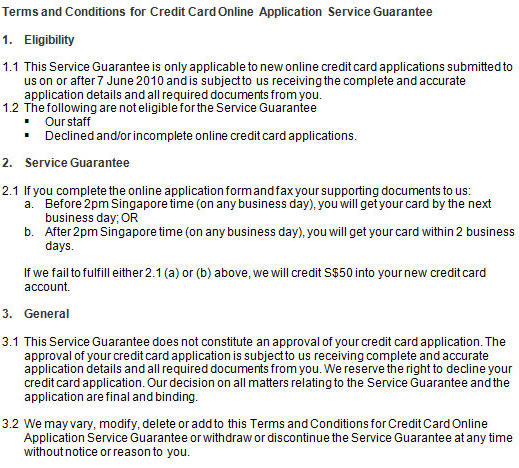 Terms and Conditions for Credit Card Online Application Service Guarantee
1. Eligibility
1.1 This Service Guarantee is only applicable to new online credit card applications submitted to
us on or after 7 June 2010 and is subject to us receiving the complete and accurate
application details and all required documents from you.
1.2 The following are not eligible for the Service Guarantee
▪ Our staff
▪ Declined and/or incomplete online credit card applications.
2. Service Guarantee
2.1 If you complete the online application form and fax your supporting documents to us:
a. Before 2pm Singapore time (on any business day), you will get your card by the next
business day; OR
b. After 2pm Singapore time (on any business day), you will get your card within 2 business
days.
If we fail to fulfill either 2.1 (a) or (b) above, we will credit S$50 into your new credit card
account.
3. General
3.1 This Service Guarantee does not constitute an approval of your credit card application. The
approval of your credit card application is subject to us receiving complete and accurate
application details and all required documents from you. We reserve the right to decline your
credit card application. Our decision on all matters relating to the Service Guarantee and the
application are final and binding.
3.2 We may vary, modify, delete or add to this Terms and Conditions for Credit Card Online
Application Service Guarantee or withdraw or discontinue the Service Guarantee at any time
without notice or reason to you.